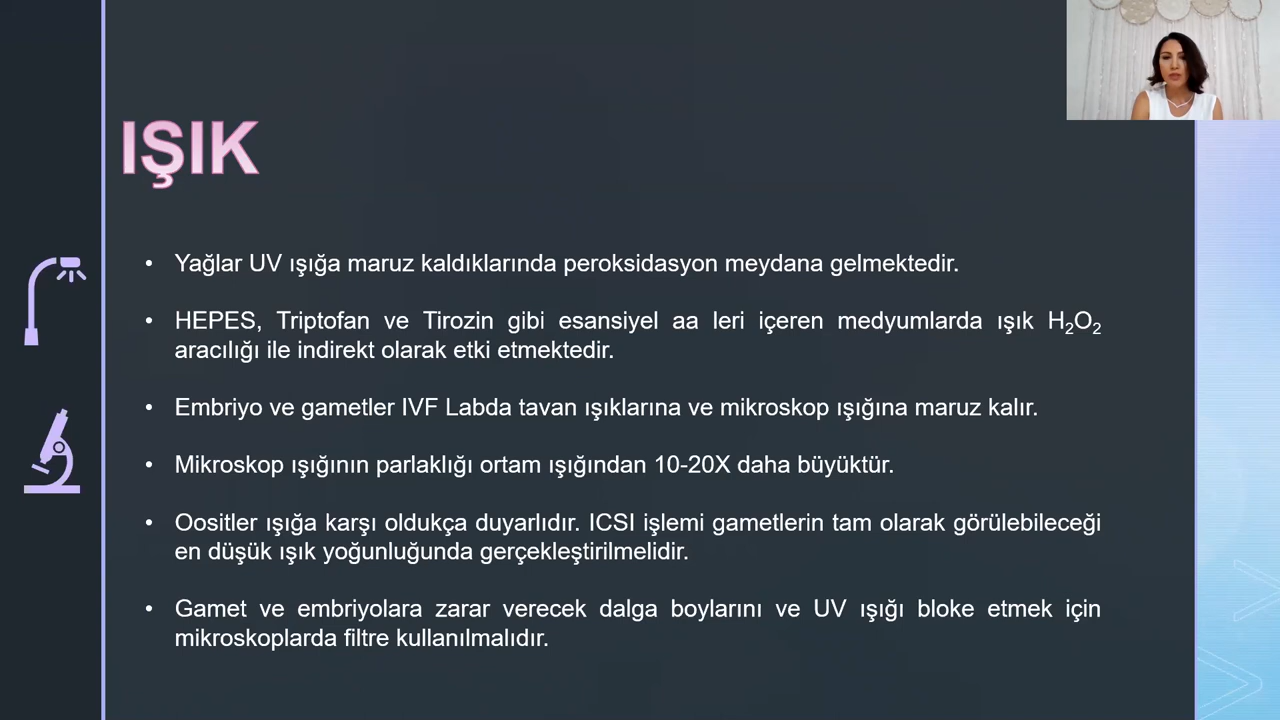 IŞIK
• Yağlar UV ışığa maruz kaldıklarında peroksidasyon meydana gelmektedir.
• HEPES, Triptofan ve Tirozin gibi esansiyel aa leri içeren medyumlarda ışık H₂O₂
aracılığı ile indirekt olarak etki etmektedir.
• Embriyo ve gametler IVF Labda tavan ışıklarına ve mikroskop ışığına maruz kalır.
• Mikroskop ışığının parlaklığı ortam ışığından 10-20X daha büyüktür.
• Oositler ışığa karşı oldukça duyarlıdır. ICSI işlemi gametlerin tam olarak görülebileceği
en düşük ışık yoğunluğunda gerçekleştirilmelidir.
• Gamet ve embriyolara zarar verecek dalga boylarını ve UV ışığı bloke etmek için
mikroskoplarda filtre kullanılmalıdır.